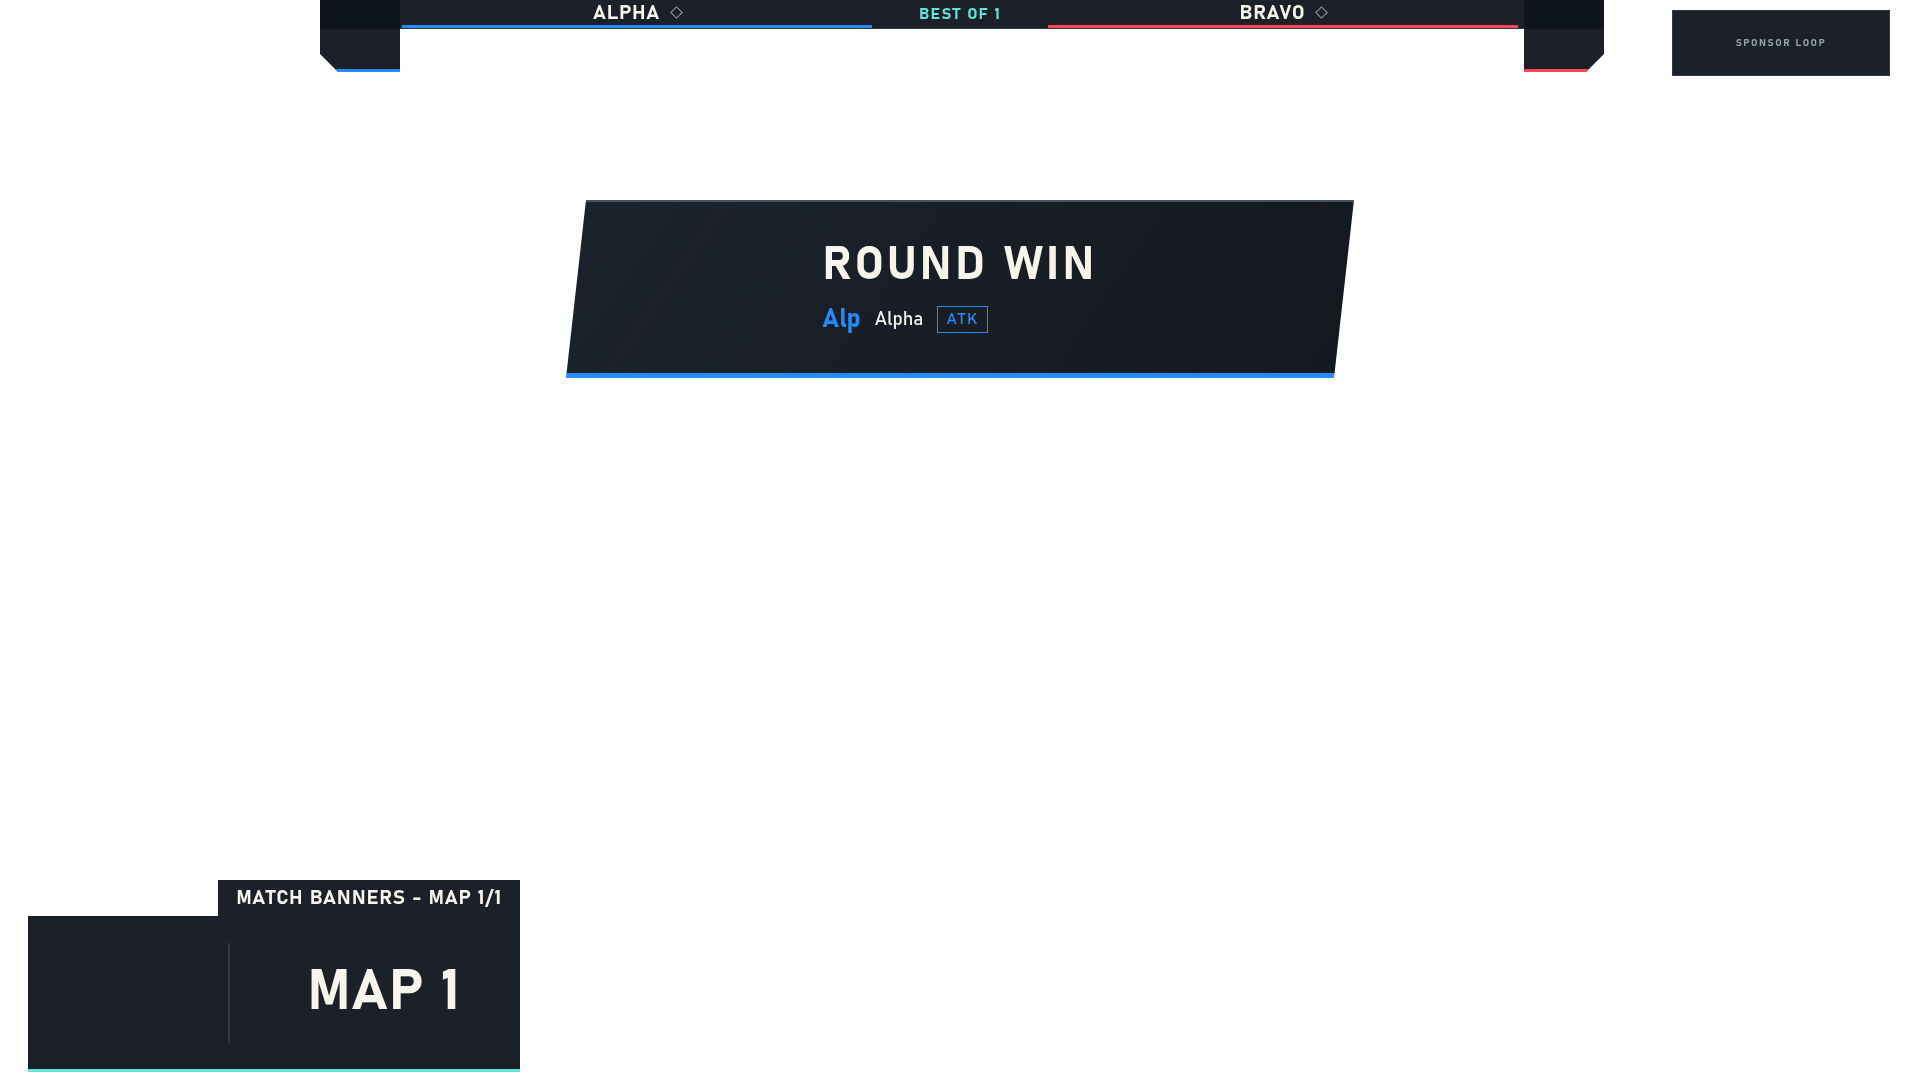 ALPHA ◇
BEST OF 1
BRAVO ◇
SPONSOR LOOP
ROUND WIN
Alp Alpha ATK
MATCH BANNERS - MAP 1/1
MAP 1